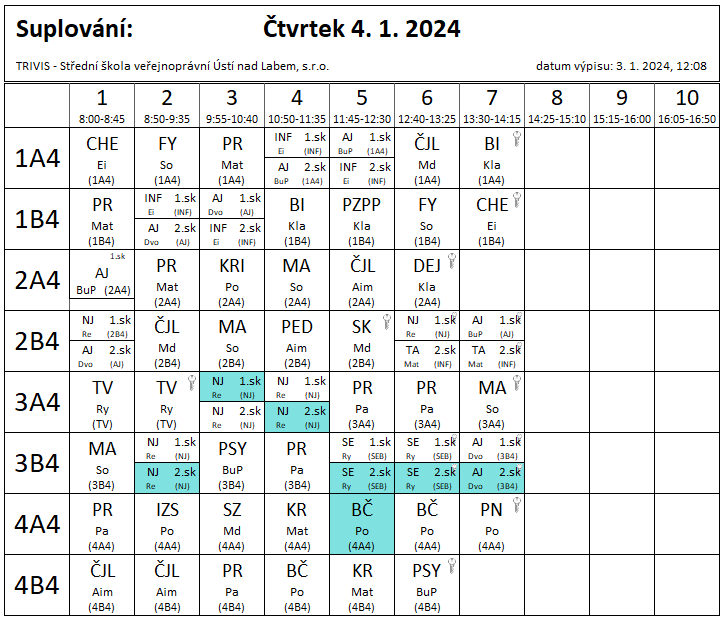 Suplování: Čtvrtek 4. 1. 2024
TRIVIS - Střední škola veřejnoprávní Ústí nad Labem, s.r.o. datum výpisu: 3. 1. 2024, 12:08
1 2 3 4 5 6 7 8 9 10
8:00-8:45 8:50-9:35 9:55-10:40 10:50-11:35 11:45-12:30 12:40-13:25 13:30-14:15 14:25-15:10 15:15-16:00 16:05-16:50
1A4
CHE Ei (1A4)
FY So (1A4)
PR Mat (1A4)
INF 1.sk Ei (INF)
AJ 2.sk BuP (1A4)
AJ 1.sk BuP (1A4)
INF 2.sk Ei (INF)
ČJL Md (1A4)
BI Kla (1A4)
1B4
PR Mat (1B4)
INF 1.sk Ei (INF)
AJ 2.sk Dvo (AJ)
AJ 1.sk Dvo (AJ)
INF 2.sk Ei (INF)
BI Kla (1B4)
PZPP Kla (1B4)
FY So (1B4)
CHE Ei (1B4)
2A4
1.sk AJ BuP (2A4)
PR Mat (2A4)
KRI Po (2A4)
MA So (2A4)
ČJL Aim (2A4)
DEJ Kla (2A4)
2B4
NJ 1.sk Re (2B4)
AJ 2.sk Dvo (AJ)
ČJL Md (2B4)
MA So (2B4)
PED Aim (2B4)
SK Md (2B4)
NJ 1.sk Re (NJ)
TA 2.sk Mat (INF)
AJ 1.sk BuP (AJ)
TA 2.sk Mat (INF)
3A4
TV Ry (TV)
TV Ry (TV)
NJ 1.sk Re (NJ)
NJ 2.sk Re (NJ)
NJ 1.sk Re (NJ)
NJ 2.sk Re (NJ)
PR Pa (3A4)
PR Pa (3A4)
MA So (3A4)
3B4
MA So (3B4)
NJ 1.sk Re (NJ)
NJ 2.sk Re (NJ)
PSY BuP (3B4)
PR Pa (3B4)
SE 1.sk Ry (SEB)
SE 2.sk Ry (SEB)
SE 1.sk Ry (SEB)
SE 2.sk Ry (SEB)
AJ 1.sk Dvo (3B4)
AJ 2.sk Dvo (3B4)
4A4
PR Pa (4A4)
IZS Po (4A4)
SZ Md (4A4)
KR Mat (4A4)
BČ Po (4A4)
BČ Po (4A4)
PN Po (4A4)
4B4
ČJL Aim (4B4)
ČJL Aim (4B4)
PR Pa (4B4)
BČ Po (4B4)
KR Mat (4B4)
PSY BuP (4B4)